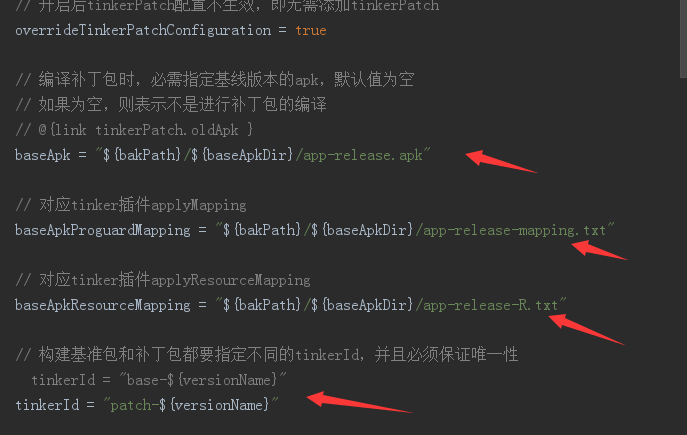 // 开启后tinkerPatch配置不生效，即无需添加tinkerPatch
overrideTinkerPatchConfiguration = true
// 编译补丁包时，必需指定基线版本的apk，默认值为空
// 如果为空，则表示不是进行补丁包的编译
// @{link tinkerPatch.oldApk }
baseApk = "${bakPath}/${baseApkDir}/app-release.apk"
// 对应tinker插件applyMapping
baseApkProguardMapping = "${bakPath}/${baseApkDir}/app-release-mapping.txt"
// 对应tinker插件applyResourceMapping
baseApkResourceMapping = "${bakPath}/${baseApkDir}/app-release-R.txt"
// 构建基准包和补丁包都要指定不同的tinkerId，并且必须保证唯一性
tinkerId = "base-${versionName}"
tinkerId = "patch-${versionName}"